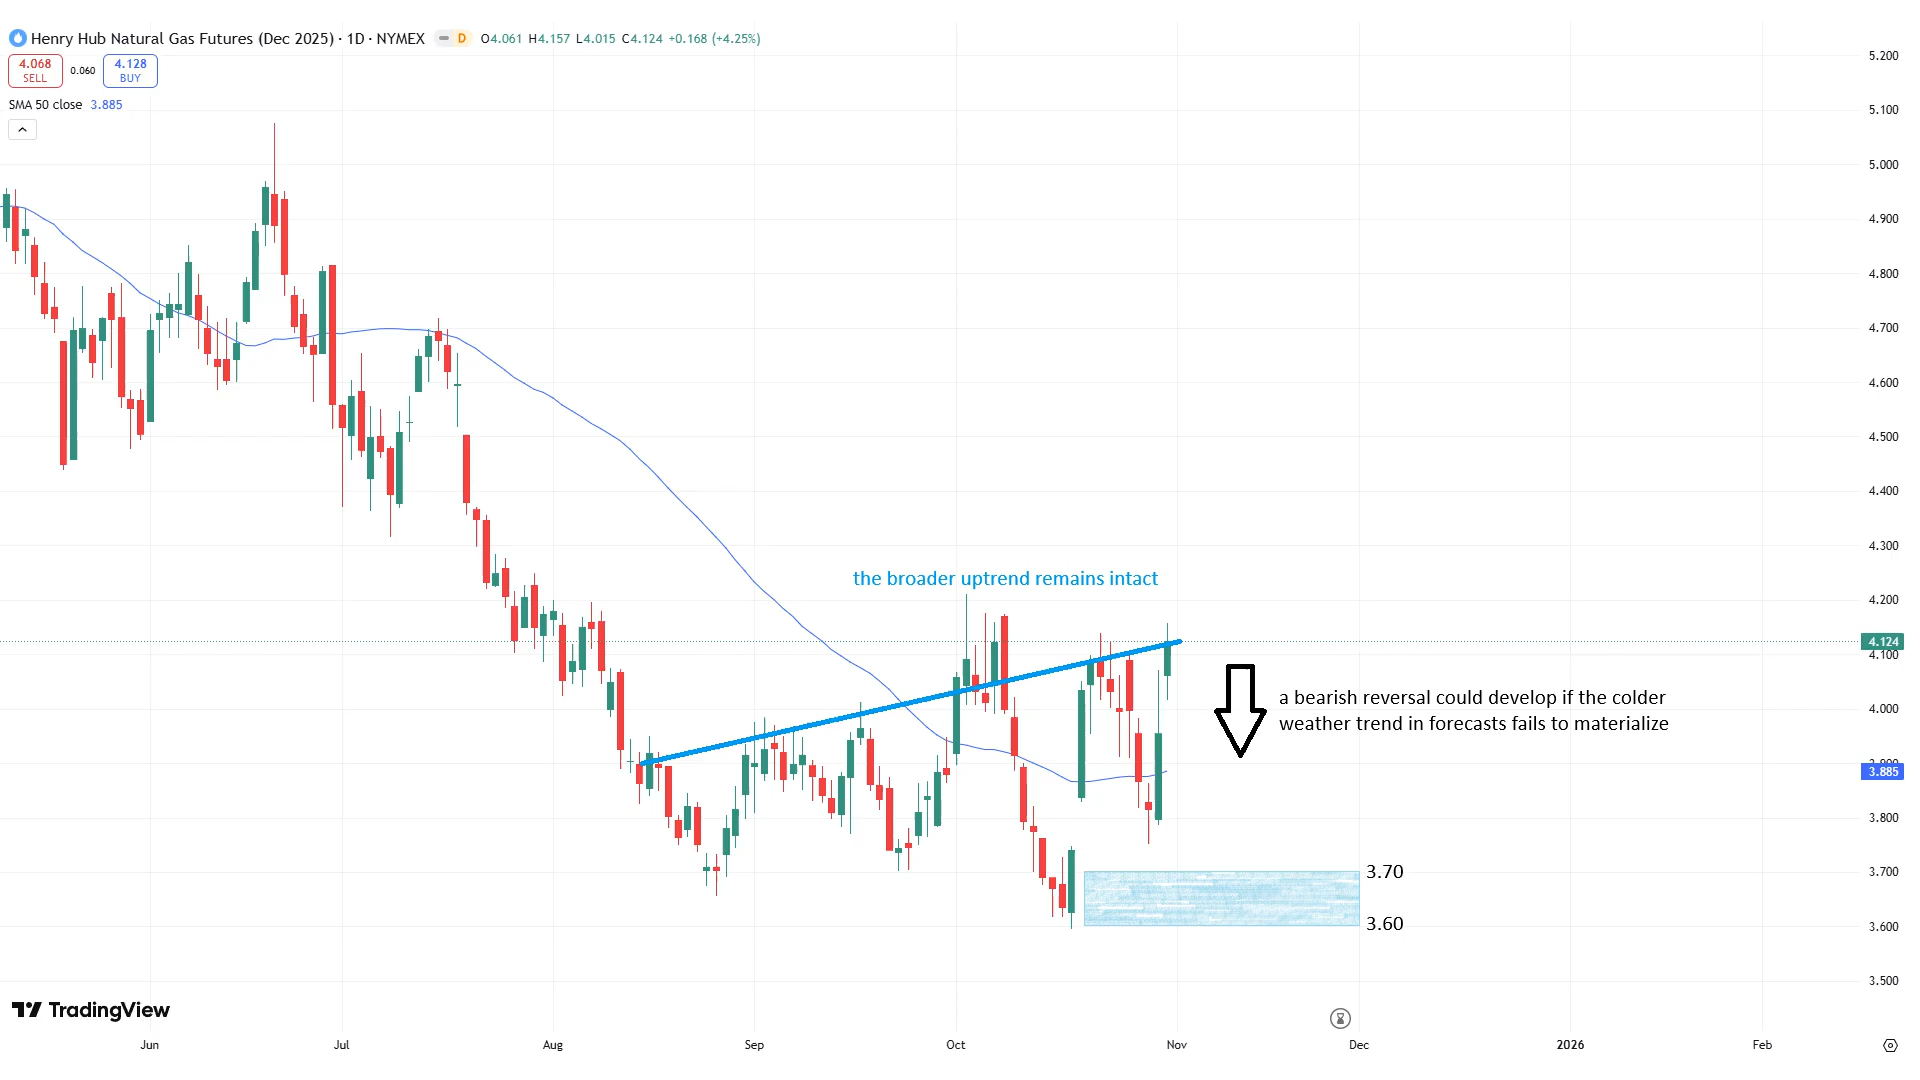 Henry Hub Natural Gas Futures (Dec 2025) · 1D · NYMEX D O4.061 H4.157 L4.015 C4.124 +0.168 (+4.25%)
4.068 SELL 0.060 4.128 BUY
SMA 50 close 3.885
5.200
5.100
5.000
4.900
4.800
4.700
4.600
4.500
4.400
4.300
the broader uptrend remains intact
4.200
4.124
4.100
a bearish reversal could develop if the colder
weather trend in forecasts fails to materialize
4.000
3.900
3.885
3.800
3.70
3.700
3.60
3.600
3.500
TradingView
Jun Jul Aug Sep Oct Nov Dec 2026 Feb